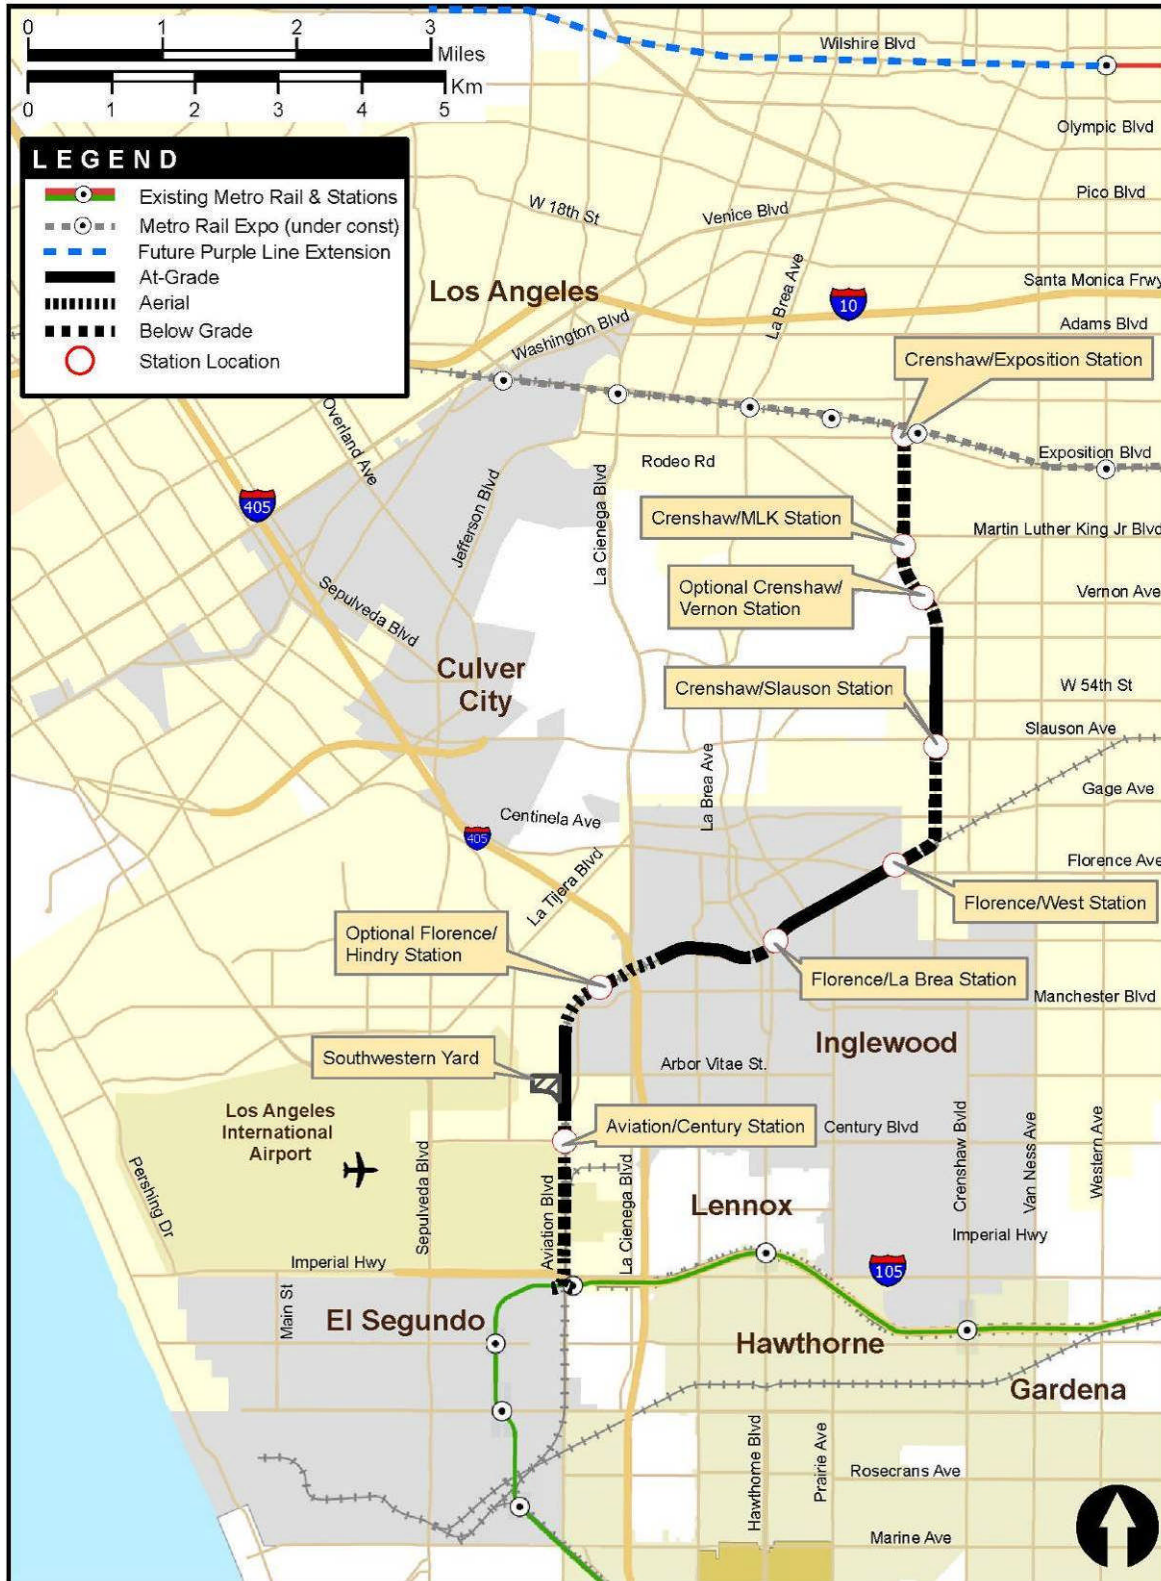 0 1 2 3
Miles
Km
0 1 2 3 4 5
LEGEND
Existing Metro Rail & Stations
Metro Rail Expo (under const)
Future Purple Line Extension
At-Grade
Aerial
Below Grade
Station Location
Wilshire Blvd
Olympic Blvd
Pico Blvd
W 18th St
Venice Blvd
La Brea Ave
Santa Monica Frwy
Los Angeles
10
Adams Blvd
Washington Blvd
Crenshaw/Exposition Station
Overland Ave
Exposition Blvd
Rodeo Rd
405
Jefferson Blvd
La Cienega Blvd
Crenshaw/MLK Station
Martin Luther King Jr Blvd
Optional Crenshaw/
Vernon Station
Vernon Ave
Sepulveda Blvd
Culver
City
Crenshaw/Slauson Station
W 54th St
Slauson Ave
La Brea Ave
Gage Ave
Centinela Ave
405
Florence Ave
La Tijera Blvd
Florence/West Station
Optional Florence/
Hindry Station
Florence/La Brea Station
Manchester Blvd
Inglewood
Southwestern Yard
Arbor Vitae St.
Los Angeles
International
Airport
Aviation/Century Station
Century Blvd
Pershing Dr
Sepulveda Blvd
Aviation Blvd
La Cienega Blvd
Crenshaw Bvld
Van Ness Ave
Western Ave
Lennox
Imperial Hwy
Imperial Hwy
105
Main St
El Segundo
Hawthorne
Gardena
Hawthorne Blvd
Prairie Ave
Rosecrans Ave
Marine Ave